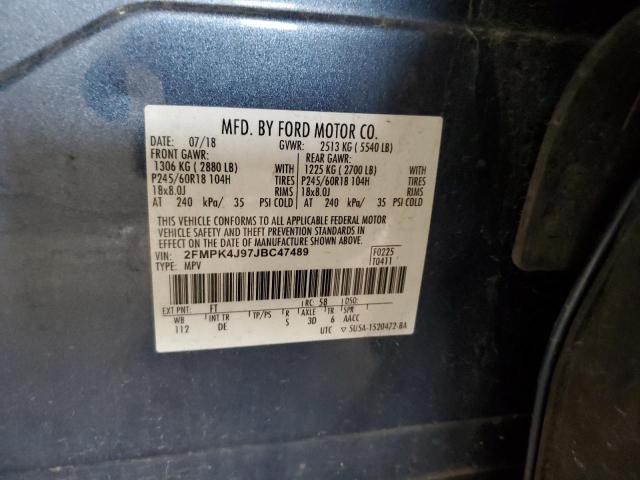 MFD. BY FORD MOTOR CO.
DATE: 07/18 GVWR: 2513 KG ( 5540 LB)
FRONT GAWR: REAR GAWR:
1306 KG ( 2880 LB) WITH 1225 KG ( 2700 LB) WITH
P245/60R18 104H TIRES P245/60R18 104H TIRES
18x8.0J RIMS 18x8.0J RIMS
AT 240 kPa/ 35 PSI COLD AT 240 kPa/ 35 PSI COLD
THIS VEHICLE CONFORMS TO ALL APPLICABLE FEDERAL MOTOR
VEHICLE SAFETY AND THEFT PREVENTION STANDARDS IN
EFFECT ON THE DATE OF MANUFACTURE SHOWN ABOVE.
VIN: 2FMPK4J97JBC47489 F0225
TYPE: MPV T0411
EXT PNT: FT RC: 58 DSO:
WB INT TR TP/PS R AXLE TR SPR
112 DE S 3D 6 AACC
UTC ▽ 5U5A-1520472-BA